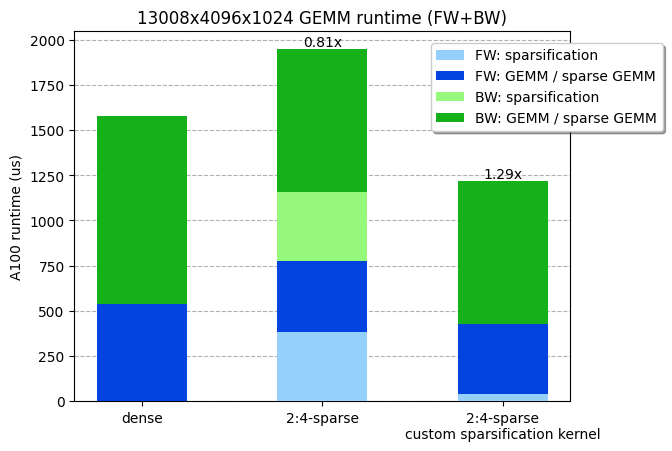 13008x4096x1024 GEMM runtime (FW+BW)
A100 runtime (us)
2000
1750
1500
1250
1000
750
500
250
0
0.81x
1.29x
FW: sparsification
FW: GEMM / sparse GEMM
BW: sparsification
BW: GEMM / sparse GEMM
dense
2:4-sparse
2:4-sparse
custom sparsification kernel